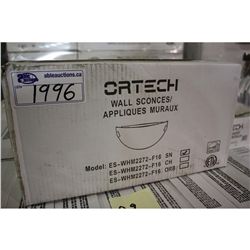 ableauctions.ca
LOT
1996
ORTECH
WALL SCONCES/
APPLIQUES MURAUX
Model: ES-WHM2272-F16 SN
ES-WHM2272-F16 CH
ES-WHM2272-F16 ORB